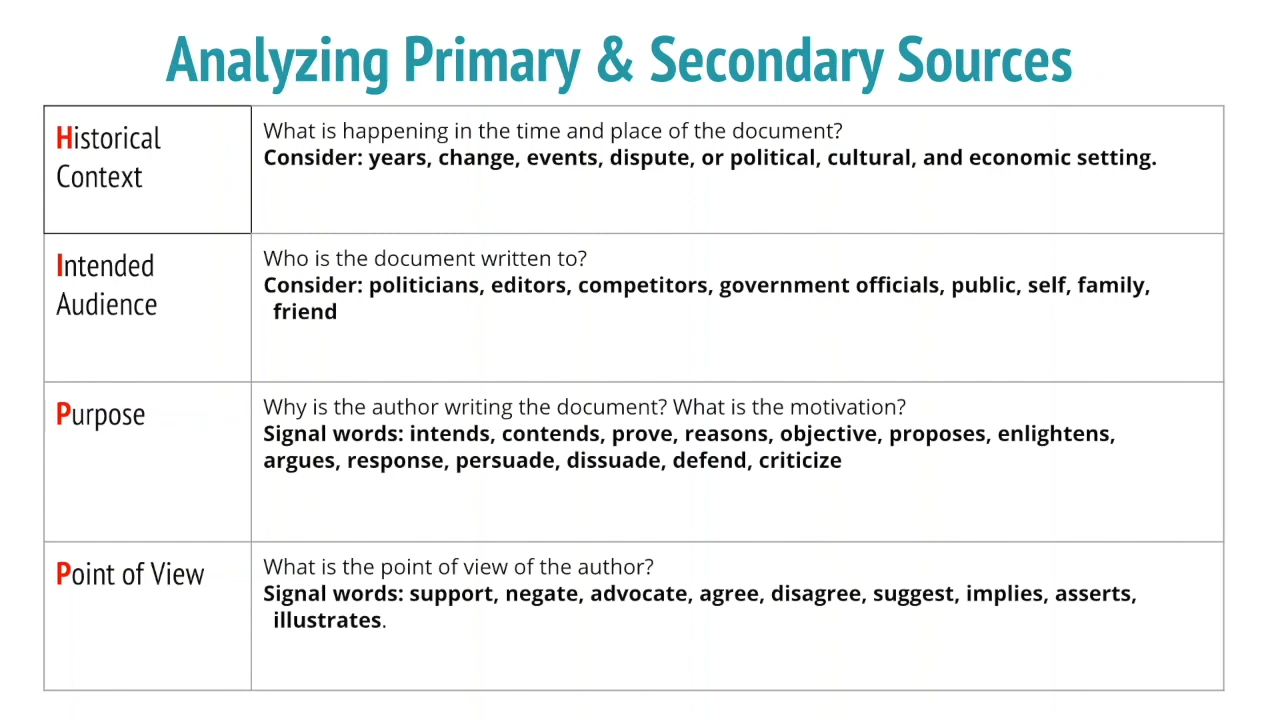 Analyzing Primary & Secondary Sources
Historical
Context
What is happening in the time and place of the document?
Consider: years, change, events, dispute, or political, cultural, and economic setting.
Intended
Audience
Who is the document written to?
Consider: politicians, editors, competitors, government officials, public, self, family,
friend
Purpose
Why is the author writing the document? What is the motivation?
Signal words: intends, contends, prove, reasons, objective, proposes, enlightens,
argues, response, persuade, dissuade, defend, criticize
Point of View
What is the point of view of the author?
Signal words: support, negate, advocate, agree, disagree, suggest, implies, asserts,
illustrates.